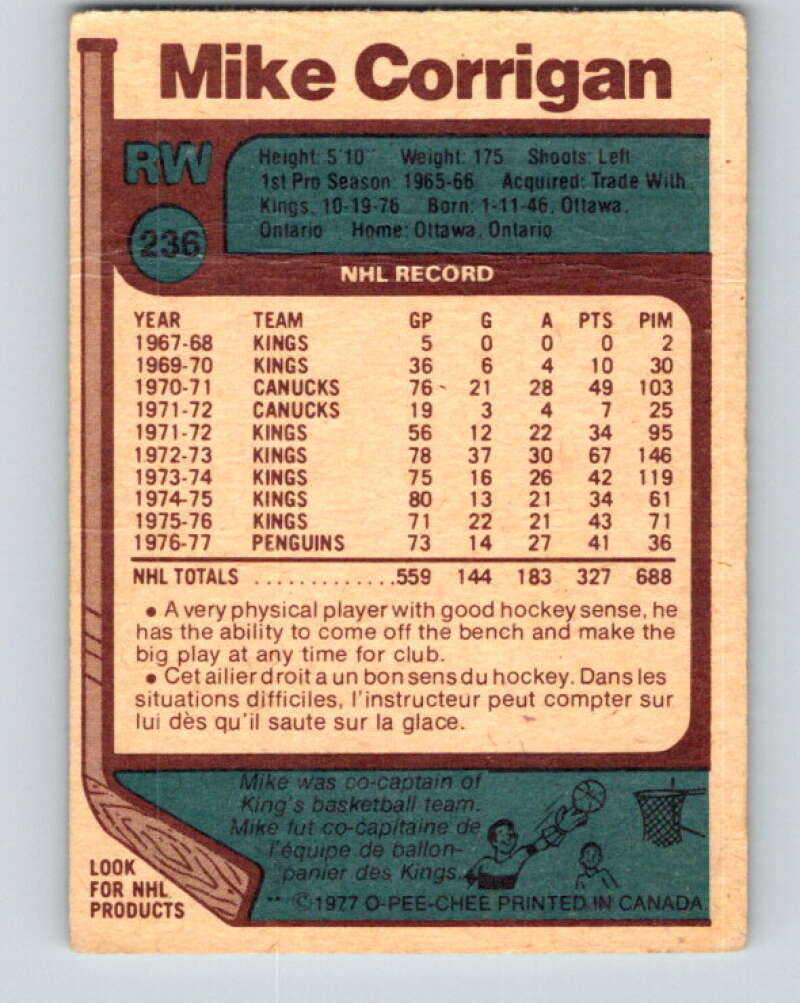 Mike Corrigan
RW
236
Height: 5'10" Weight: 175 Shoots: Left
1st Pro Season: 1965-66 Acquired: Trade With
Kings, 10-19-76 Born: 1-11-46, Ottawa,
Ontario Home: Ottawa, Ontario
NHL RECORD
YEAR TEAM GP G A PTS PIM
1967-68 KINGS 5 0 0 0 2
1969-70 KINGS 36 6 4 10 30
1970-71 CANUCKS 76 21 28 49 103
1971-72 CANUCKS 19 3 4 7 25
1971-72 KINGS 56 12 22 34 95
1972-73 KINGS 78 37 30 67 146
1973-74 KINGS 75 16 26 42 119
1974-75 KINGS 80 13 21 34 61
1975-76 KINGS 71 22 21 43 71
1976-77 PENGUINS 73 14 27 41 36
NHL TOTALS .............559 144 183 327 688
• A very physical player with good hockey sense, he
has the ability to come off the bench and make the
big play at any time for club.
• Cet ailier droit a un bon sens du hockey. Dans les
situations difficiles, l'instructeur peut compter sur
lui dès qu'il saute sur la glace.
Mike was co-captain of
King's basketball team.
Mike fut co-capitaine de
l'équipe de ballon-
panier des Kings.
LOOK
FOR NHL
PRODUCTS
** ©1977 O-PEE-CHEE PRINTED IN CANADA.